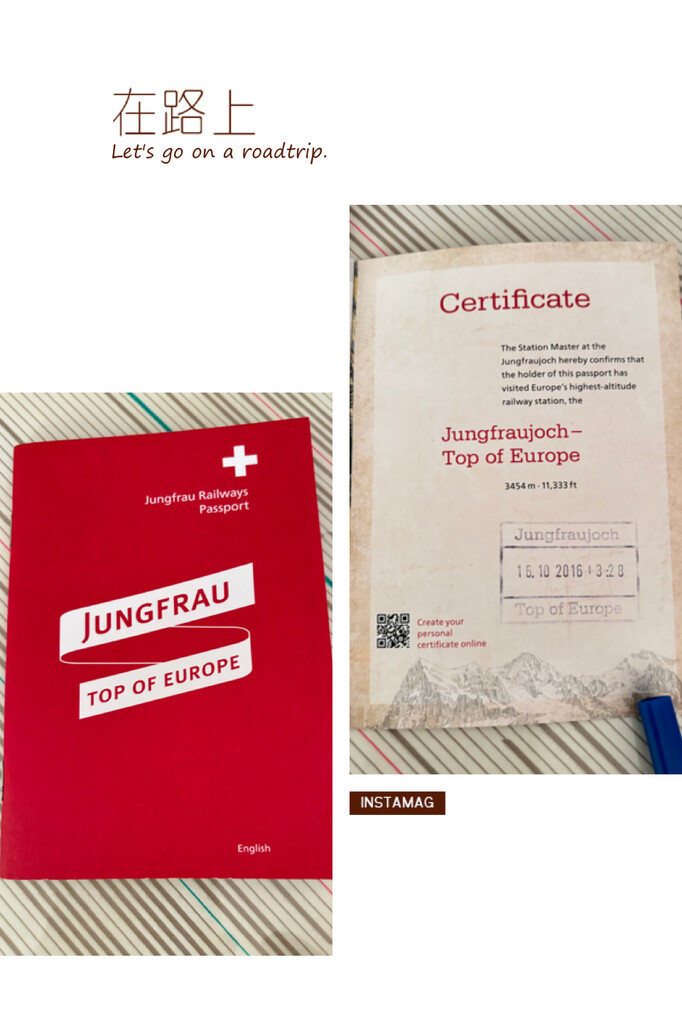 在路上
Let's go on a roadtrip.
Jungfrau Railways
Passport
JUNGFRAU
TOP OF EUROPE
English
Certificate
The Station Master at the
Jungfraujoch hereby confirms that
the holder of this passport has
visited Europe's highest-altitude
railway station, the
Jungfraujoch–
Top of Europe
3454 m · 11,333 ft
Jungfraujoch
16.10.2016 13:28
Top of Europe
Create your
personal
certificate online
INSTAMAG